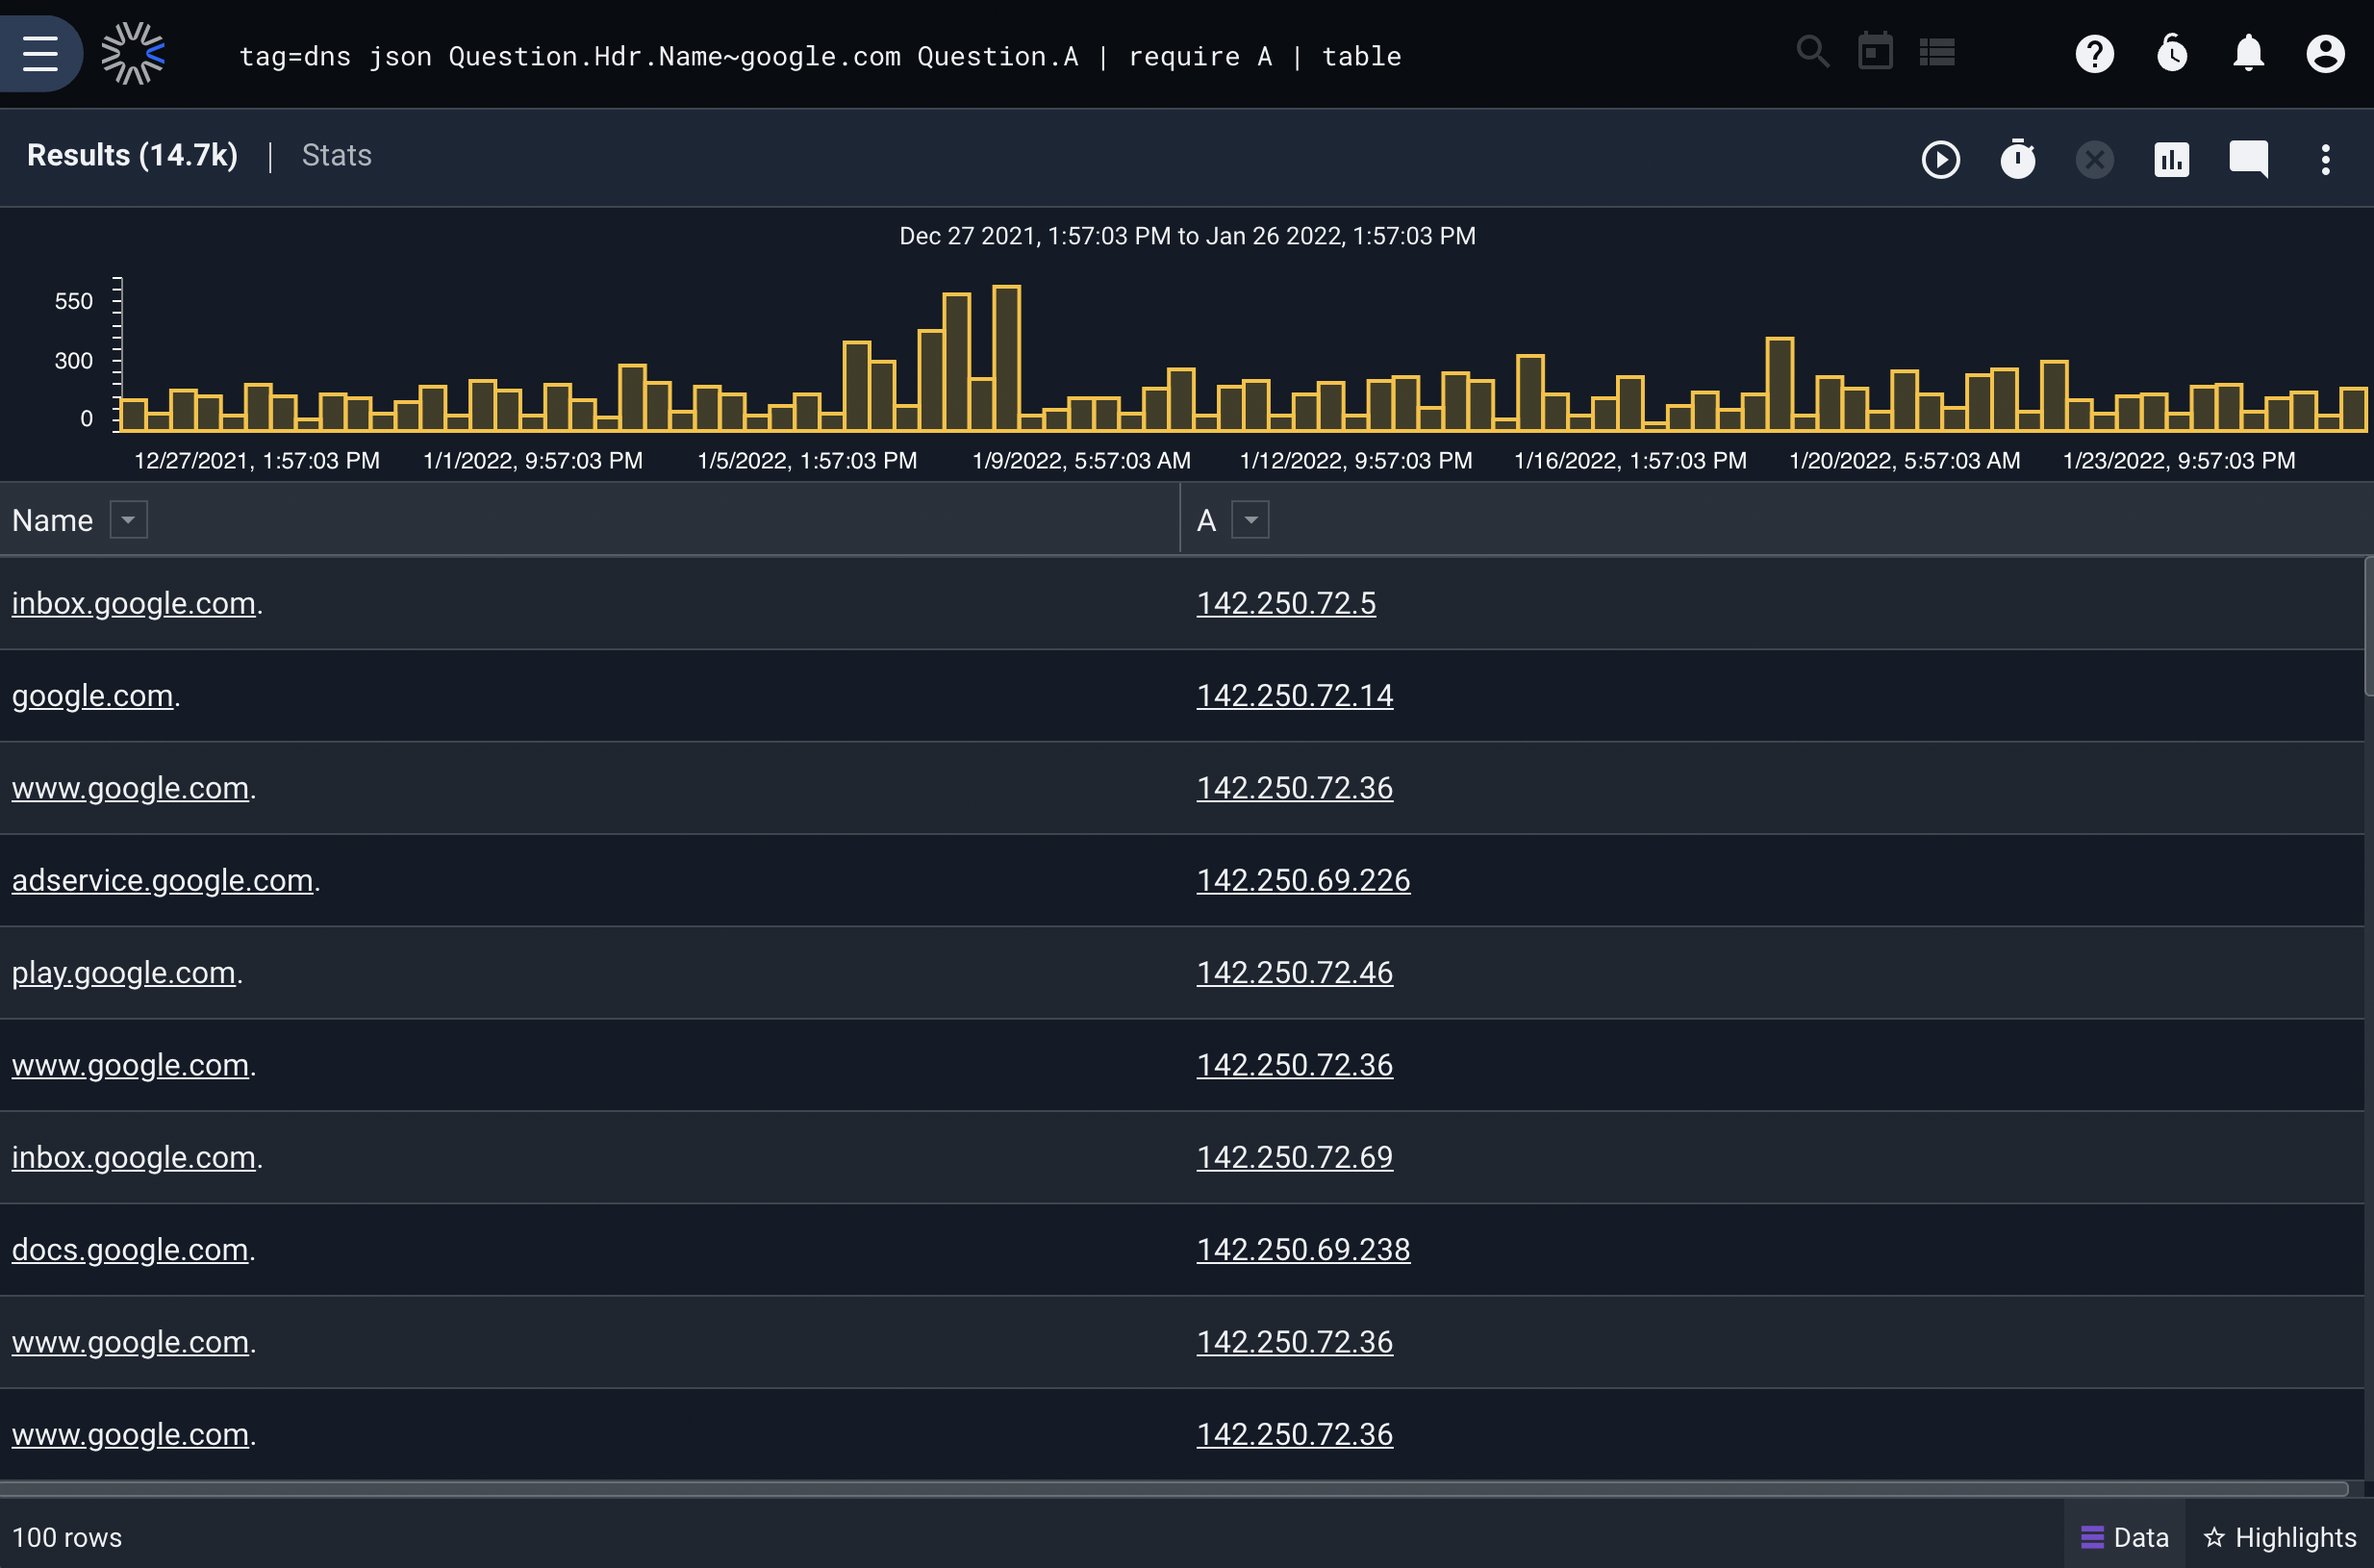 tag=dns json Question.Hdr.Name~google.com Question.A | require A | table
Results (14.7k) | Stats
Dec 27 2021, 1:57:03 PM to Jan 26 2022, 1:57:03 PM
550
300
0
12/27/2021, 1:57:03 PM 1/1/2022, 9:57:03 PM 1/5/2022, 1:57:03 PM 1/9/2022, 5:57:03 AM 1/12/2022, 9:57:03 PM 1/16/2022, 1:57:03 PM 1/20/2022, 5:57:03 AM 1/23/2022, 9:57:03 PM
Name A
inbox.google.com. 142.250.72.5
google.com. 142.250.72.14
www.google.com. 142.250.72.36
adservice.google.com. 142.250.69.226
play.google.com. 142.250.72.46
www.google.com. 142.250.72.36
inbox.google.com. 142.250.72.69
docs.google.com. 142.250.69.238
www.google.com. 142.250.72.36
www.google.com. 142.250.72.36
100 rows Data Highlights